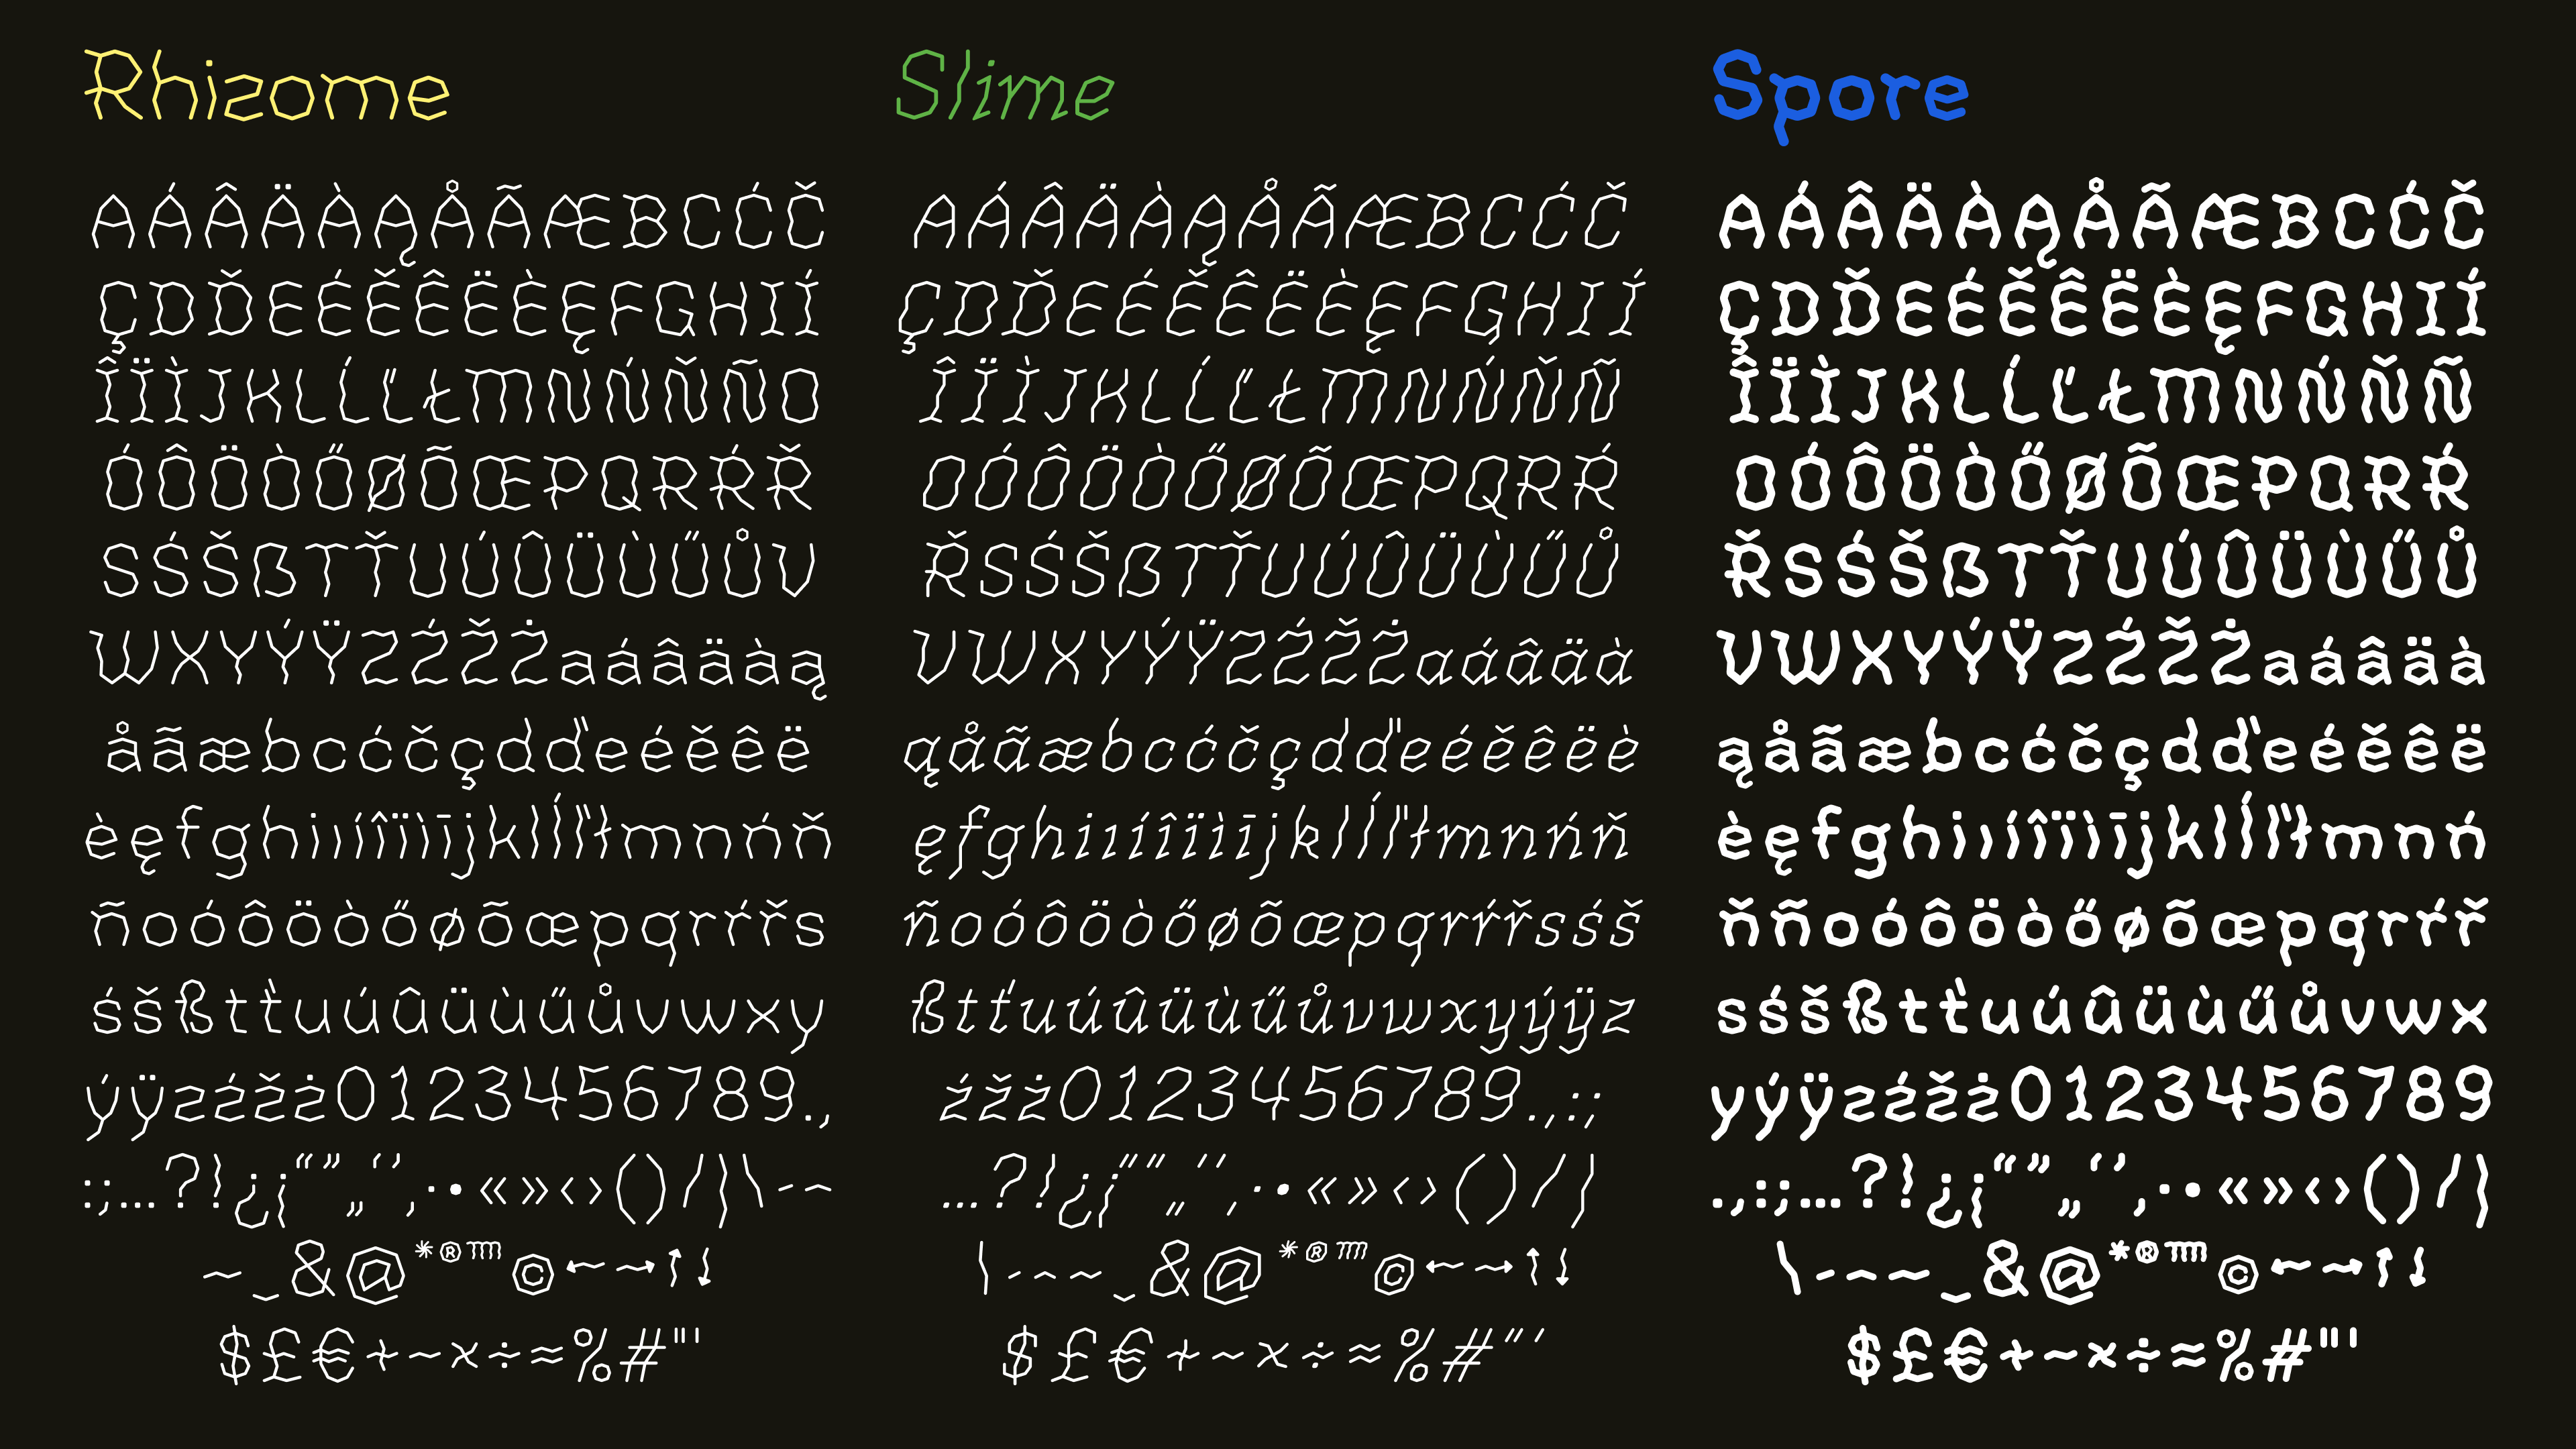 Rhizome
AÁÂÄÀĄÅÃÆBCĆČ
ÇDĎEÉĚÊËÈĘFGHIÍ
ÎÏÌJKLĹĽŁMNŃŇÑO
ÓÔÖÒŐØÕŒPQRŔŘ
SŚŠẞTŤUÚÛÜÙŰŮV
WXYÝŸZŹŽŻaáâäàą
åãæbcćčçdďeéěêë
èęfghiıíîïìījklĺľłmnńň
ñoóôöòőøõœpqrŕřs
śšßtťuúûüùűůvwxy
ýÿzźžż0123456789.,
:;…?!¿¡“”„‘’‚·•«»‹›()/|\-–
—_&@*®™©←→↑↓
$£€+~×÷≈%#"'
Slime
AÁÂÄÀĄÅÃÆBCĆČ
ÇDĎEÉĚÊËÈĘFGHIÍ
ÎÏÌJKLĹĽŁMNŃŇÑ
OÓÔÖÒŐØÕŒPQRŔ
ŘSŚŠẞTŤUÚÛÜÙŰŮ
VWXYÝŸZŹŽŻaáâäà
ąåãæbcćčçdďeéěêëè
ęfghiıíîïìījklĺľłmnńň
ñoóôöòőøõœpqrŕřsśš
ßtťuúûüùűůvwxyýÿz
źžż0123456789.,:;
…?!¿¡“”„‘’‚·•«»‹›()/|
\-–—_&@*®™©←→↑↓
$£€+~×÷≈%#"'
Spore
AÁÂÄÀĄÅÃÆBCĆČ
ÇDĎEÉĚÊËÈĘFGHIÍ
ÎÏÌJKLĹĽŁMNŃŇÑ
OÓÔÖÒŐØÕŒPQRŔ
ŘSŚŠẞTŤUÚÛÜÙŰŮ
VWXYÝŸZŹŽŻaáâäà
ąåãæbcćčçdďeéěêë
èęfghiıíîïìījklĺľłmnń
ňñoóôöòőøõœpqrŕř
sśšßtťuúûüùűůvwx
yýÿzźžż0123456789
.,:;…?!¿¡“”„‘’‚·•«»‹›()/|
\-–—_&@*®™©←→↑↓
$£€+~×÷≈%#"'